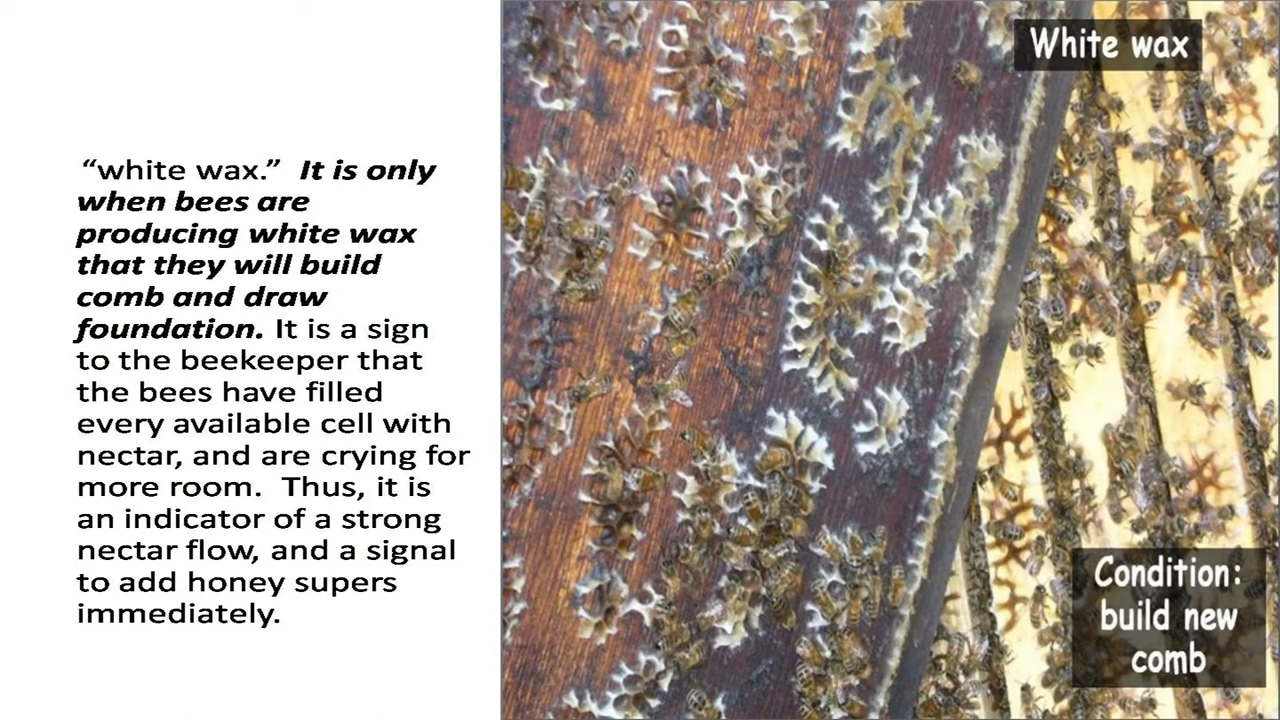 “white wax.” It is only
when bees are
producing white wax
that they will build
comb and draw
foundation. It is a sign
to the beekeeper that
the bees have filled
every available cell with
nectar, and are crying for
more room. Thus, it is
an indicator of a strong
nectar flow, and a signal
to add honey supers
immediately.
White wax
Condition:
build new
comb